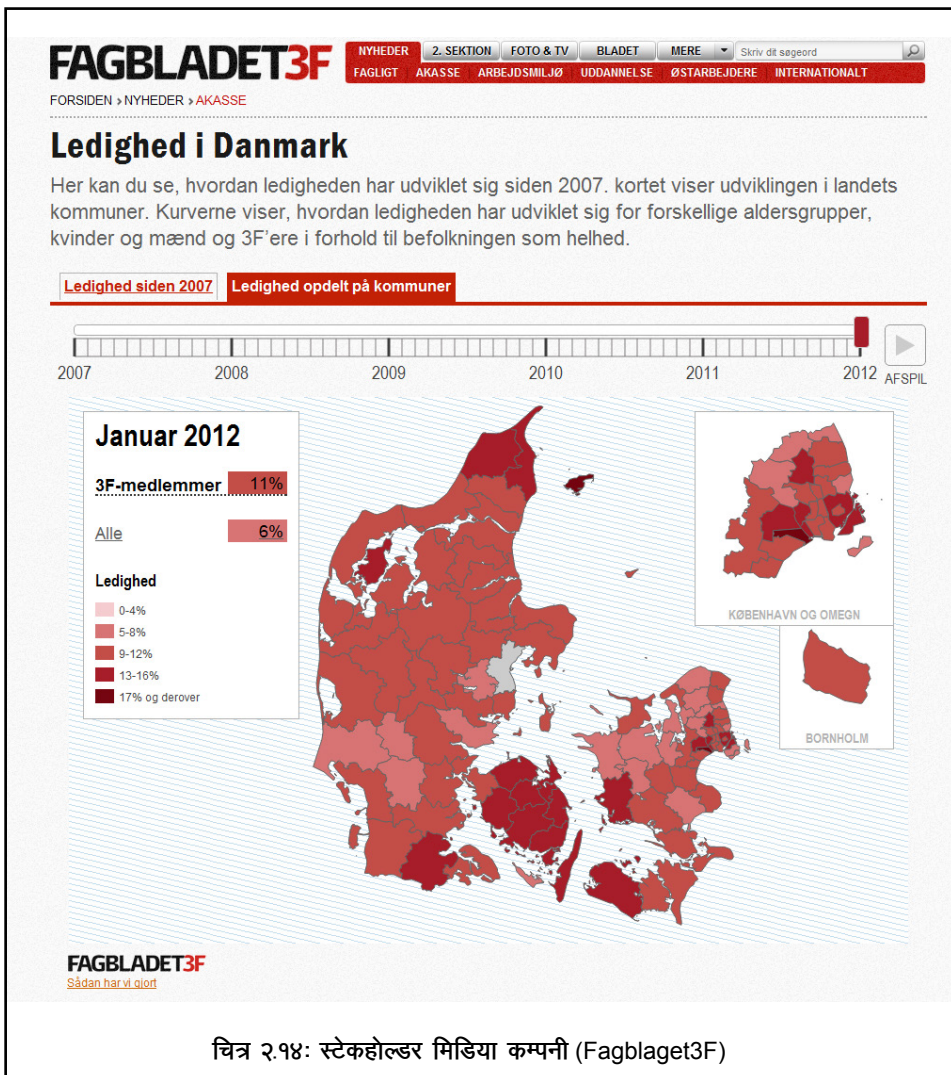 FAGBLADET3F
NYHEDER 2. SEKTION FOTO & TV BLADET MERE Skriv dit søgeord
FAGLIGT AKASSE ARBEJDSMILJØ UDDANNELSE ØSTARBEJDERE INTERNATIONALT
FORSIDEN › NYHEDER › AKASSE
Ledighed i Danmark
Her kan du se, hvordan ledigheden har udviklet sig siden 2007. kortet viser udviklingen i landets
kommuner. Kurverne viser, hvordan ledigheden har udviklet sig for forskellige aldersgrupper,
kvinder og mænd og 3F'ere i forhold til befolkningen som helhed.
Ledighed siden 2007 Ledighed opdelt på kommuner
2007 2008 2009 2010 2011 2012 AFSPIL
Januar 2012
3F-medlemmer 11%
Alle 6%
Ledighed
0-4%
5-8%
9-12%
13-16%
17% og derover
KØBENHAVN OG OMEGN
BORNHOLM
FAGBLADET3F
Sådan har vi gjort
चित्र २.१४: स्टेकहोल्डर मिडिया कम्पनी (Fagblaget3F)